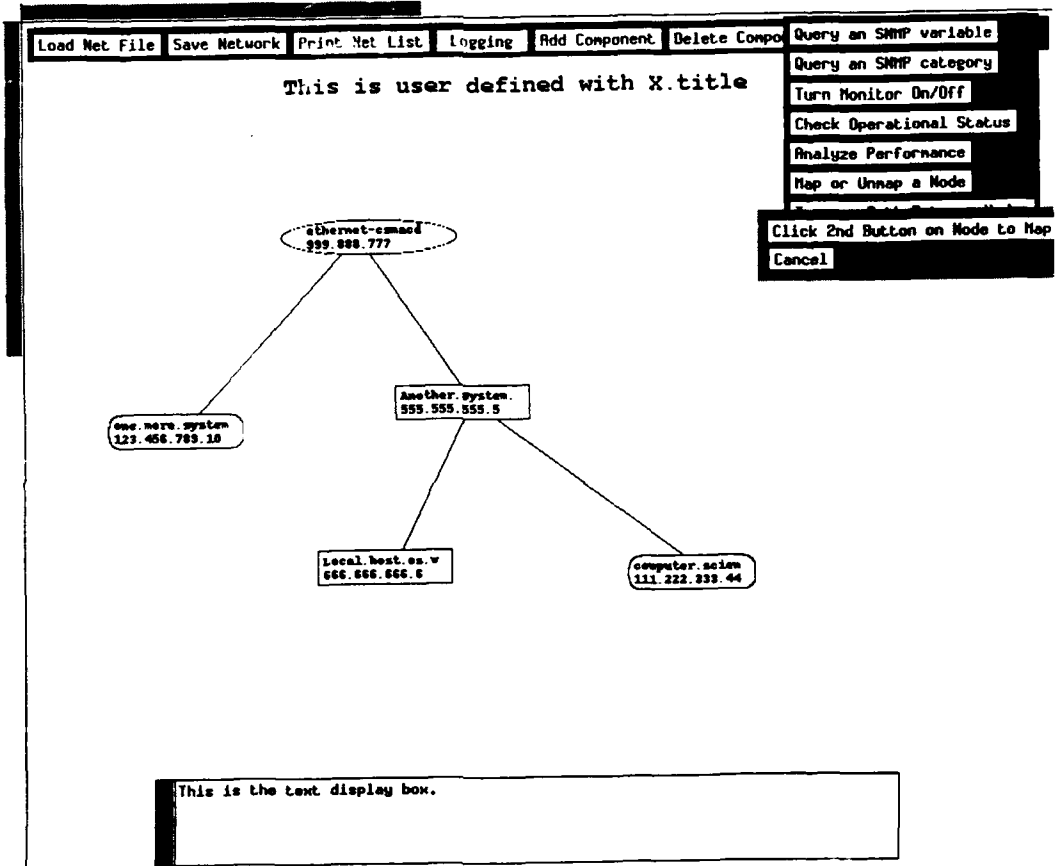 Load Net File Save Network Print Net List Logging Add Component Delete Compo
Query an SNMP variable
Query an SNMP category
Turn Monitor On/Off
Check Operational Status
Analyze Performance
Map or Unmap a Node
Click 2nd Button on Node to Map
Cancel
This is user defined with X.title
ethernet-csmacd
999.888.777
Another.system.
555.555.555.5
one.more.system
123.456.789.10
Local.host.es.w
666.666.666.6
computer.scien
111.222.333.44
This is the text display box.